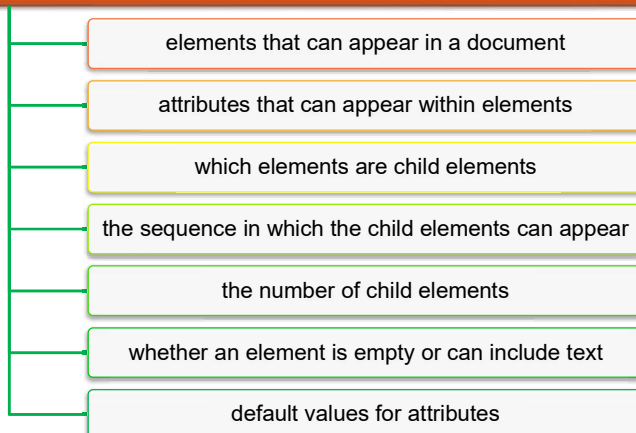 elements that can appear in a document
attributes that can appear within elements
which elements are child elements
the sequence in which the child elements can appear
the number of child elements
whether an element is empty or can include text
default values for attributes